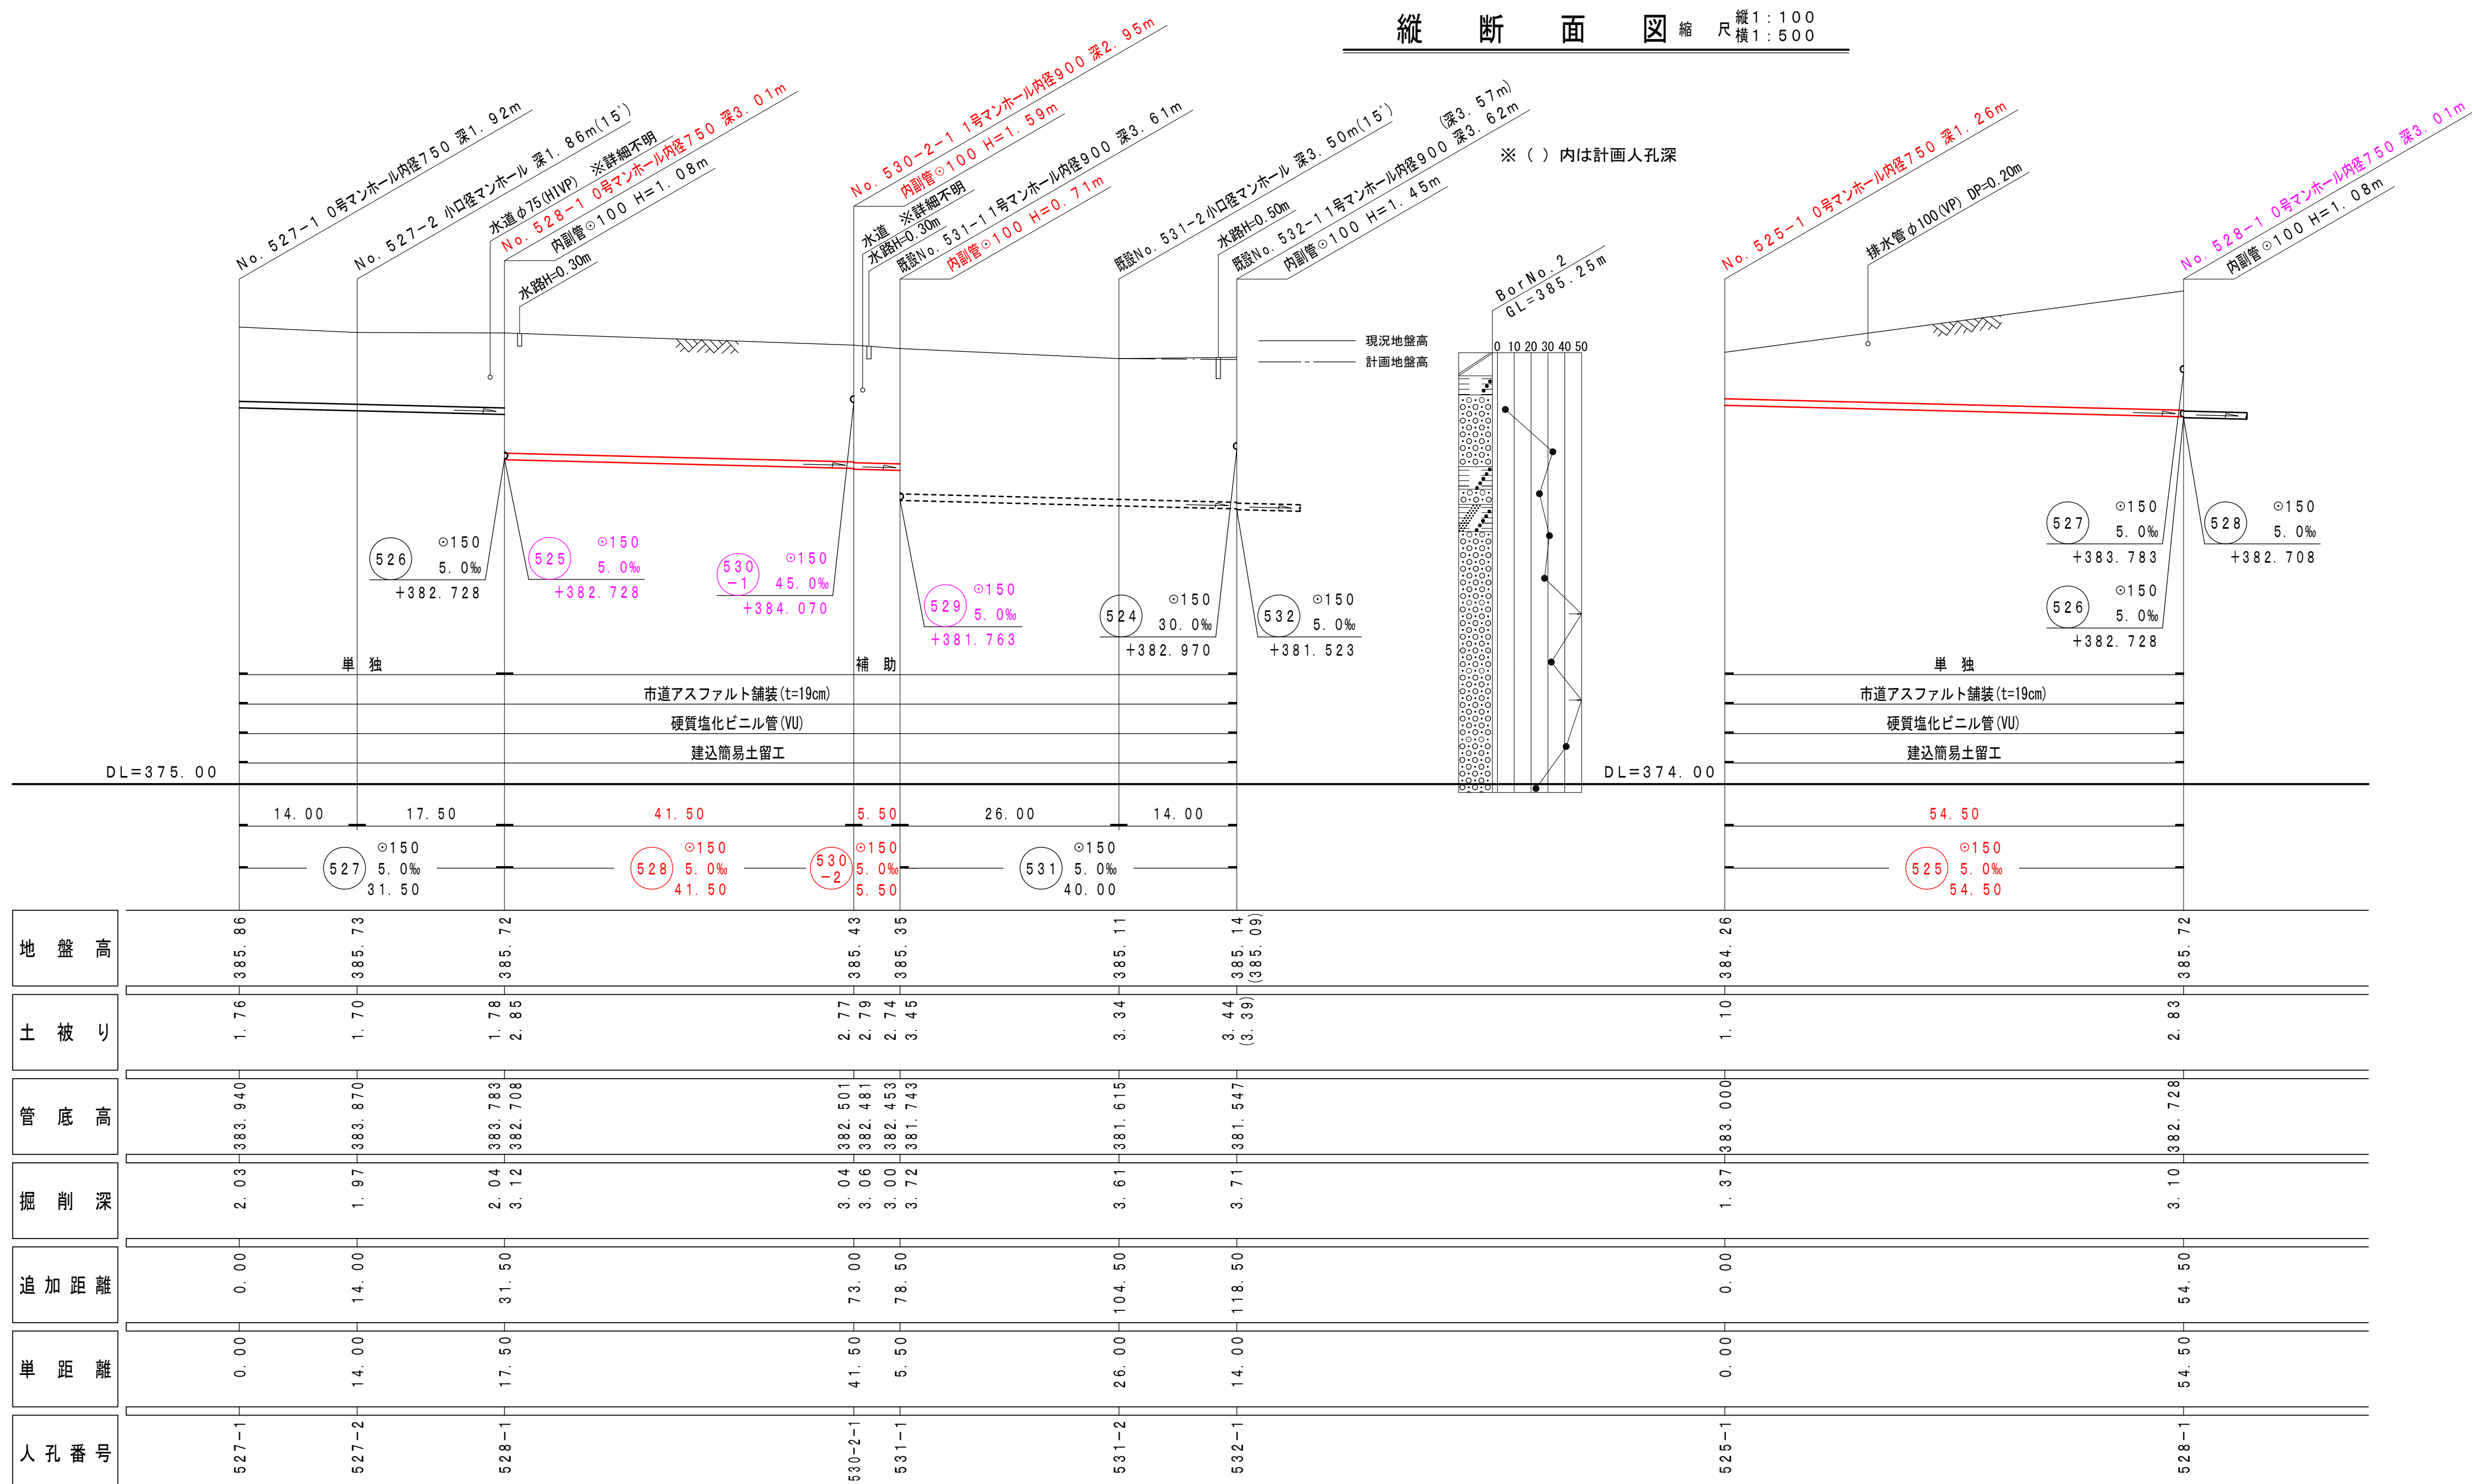 縦断面図 縮尺 縦1:100 横1:500
No. 527-1 0号マンホール内径750 深1. 92m
No. 527-2 小口径マンホール 深1. 86m(15°)
水道φ75(HIVP) ※詳細不明
No. 528-1 0号マンホール内径750 深3. 01m
内副管⊙100 H=1. 08m
水路H=0.30m
No. 530-2-1 1号マンホール内径900 深2. 95m
内副管⊙100 H=1. 59m
水道 ※詳細不明
水路H=0.30m
既設No. 531-1 1号マンホール内径900 深3. 61m
内副管⊙100 H=0. 71m
既設No. 531-2 小口径マンホール 深3. 50m(15°)
水路H=0.50m
(深3. 57m)
既設No. 532-1 1号マンホール内径900 深3. 62m
内副管⊙100 H=1. 45m
※ ( ) 内は計画人孔深
BorNo. 2
GL=385. 25m
No. 525-1 0号マンホール内径750 深1. 26m
排水管φ100(VP) DP=0.20m
No. 528-1 0号マンホール内径750 深3. 01m
内副管⊙100 H=1. 08m
現況地盤高
計画地盤高
0 10 20 30 40 50
526 ⊙150 5. 0‰ +382. 728
525 ⊙150 5. 0‰ +382. 728
530-1 ⊙150 45. 0‰ +384. 070
529 ⊙150 5. 0‰ +381. 763
524 ⊙150 30. 0‰ +382. 970
532 ⊙150 5. 0‰ +381. 523
527 ⊙150 5. 0‰ +383. 783
528 ⊙150 5. 0‰ +382. 708
526 ⊙150 5. 0‰ +382. 728
単独 補助 単独
市道アスファルト舗装(t=19cm) 市道アスファルト舗装(t=19cm)
硬質塩化ビニル管(VU) 硬質塩化ビニル管(VU)
建込簡易土留工 建込簡易土留工
DL=375. 00 DL=374. 00
14. 00 17. 50 41. 50 5. 50 26. 00 14. 00 54. 50
527 ⊙150 5. 0‰ 31. 50
528 ⊙150 5. 0‰ 41. 50
530-2 ⊙150 5. 0‰ 5. 50
531 ⊙150 5. 0‰ 40. 00
525 ⊙150 5. 0‰ 54. 50
地盤高 385. 86 385. 73 385. 72 385. 43 385. 35 385. 11 385. 14 (385. 09) 384. 26 385. 72
土被り 1. 76 1. 70 1. 78 2. 85 2. 77 2. 79 2. 74 3. 45 3. 34 3. 44 (3. 39) 1. 10 2. 83
管底高 383. 940 383. 870 383. 783 382. 708 382. 501 382. 481 382. 453 381. 743 381. 615 381. 547 383. 000 382. 728
掘削深 2. 03 1. 97 2. 04 3. 12 3. 04 3. 06 3. 00 3. 72 3. 61 3. 71 1. 37 3. 10
追加距離 0. 00 14. 00 31. 50 73. 00 78. 50 104. 50 118. 50 0. 00 54. 50
単距離 0. 00 14. 00 17. 50 41. 50 5. 50 26. 00 14. 00 0. 00 54. 50
人孔番号 527-1 527-2 528-1 530-2-1 531-1 531-2 532-1 525-1 528-1